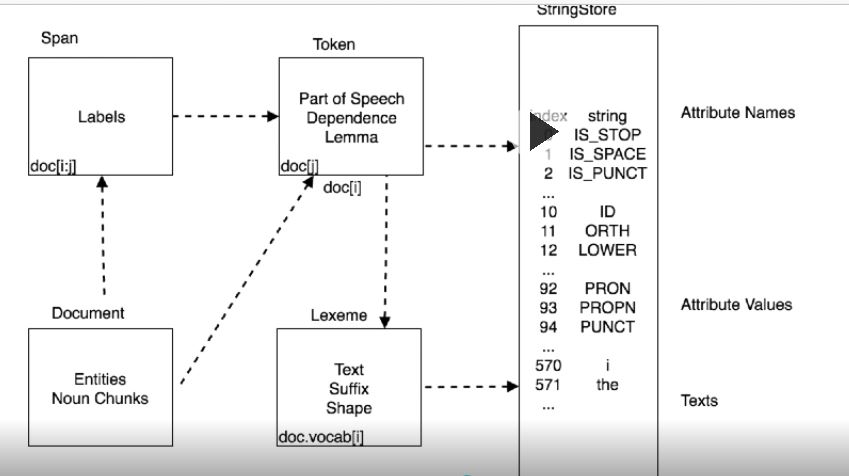 StringStore
Span
Token
Labels
doc[i:j]
Part of Speech
Dependence
Lemma
doc[j]
doc[i]
index string
IS_STOP
1 IS_SPACE
2 IS_PUNCT
...
10 ID
11 ORTH
12 LOWER
...
92 PRON
93 PROPN
94 PUNCT
...
570 i
571 the
...
Attribute Names
Attribute Values
Texts
Document
Entities
Noun Chunks
Lexeme
Text
Suffix
Shape
doc.vocab[i]